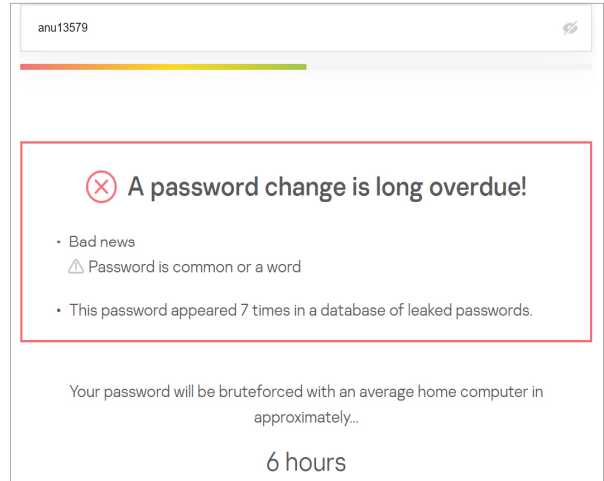 anu13579
A password change is long overdue!
• Bad news
Password is common or a word
• This password appeared 7 times in a database of leaked passwords.
Your password will be bruteforced with an average home computer in
approximately...
6 hours